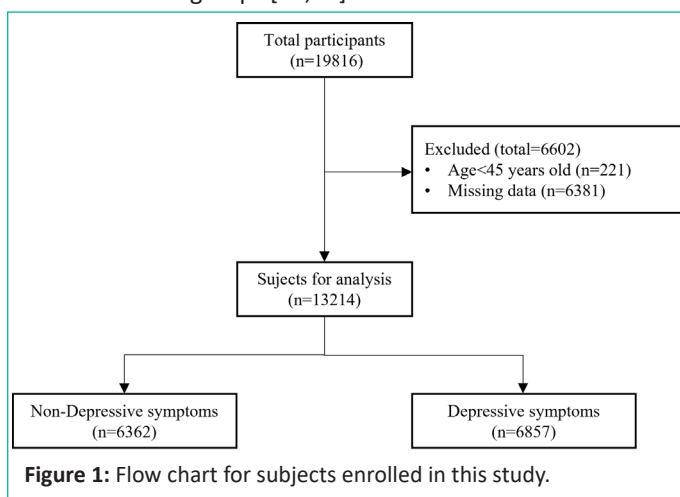 Total participants
(n=19816)
Excluded (total=6602)
• Age<45 years old (n=221)
• Missing data (n=6381)
Sujects for analysis
(n=13214)
Non-Depressive symptoms
(n=6362)
Depressive symptoms
(n=6857)
Figure 1: Flow chart for subjects enrolled in this study.